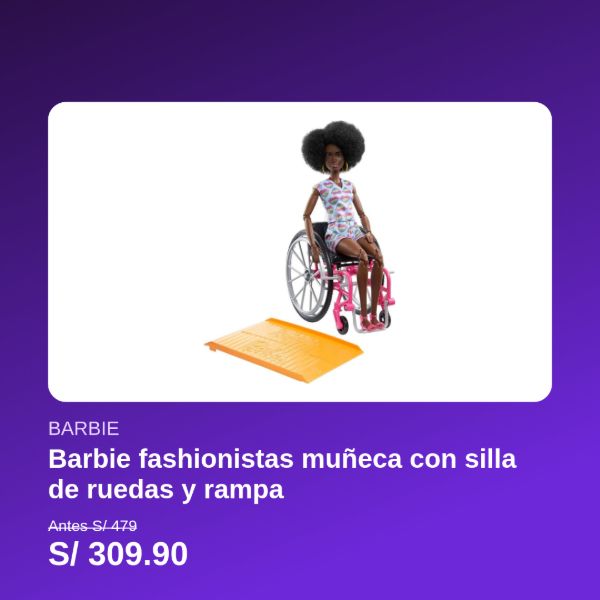 BARBIE
Barbie fashionistas muñeca con silla
de ruedas y rampa
Antes S/ 479
S/ 309.90